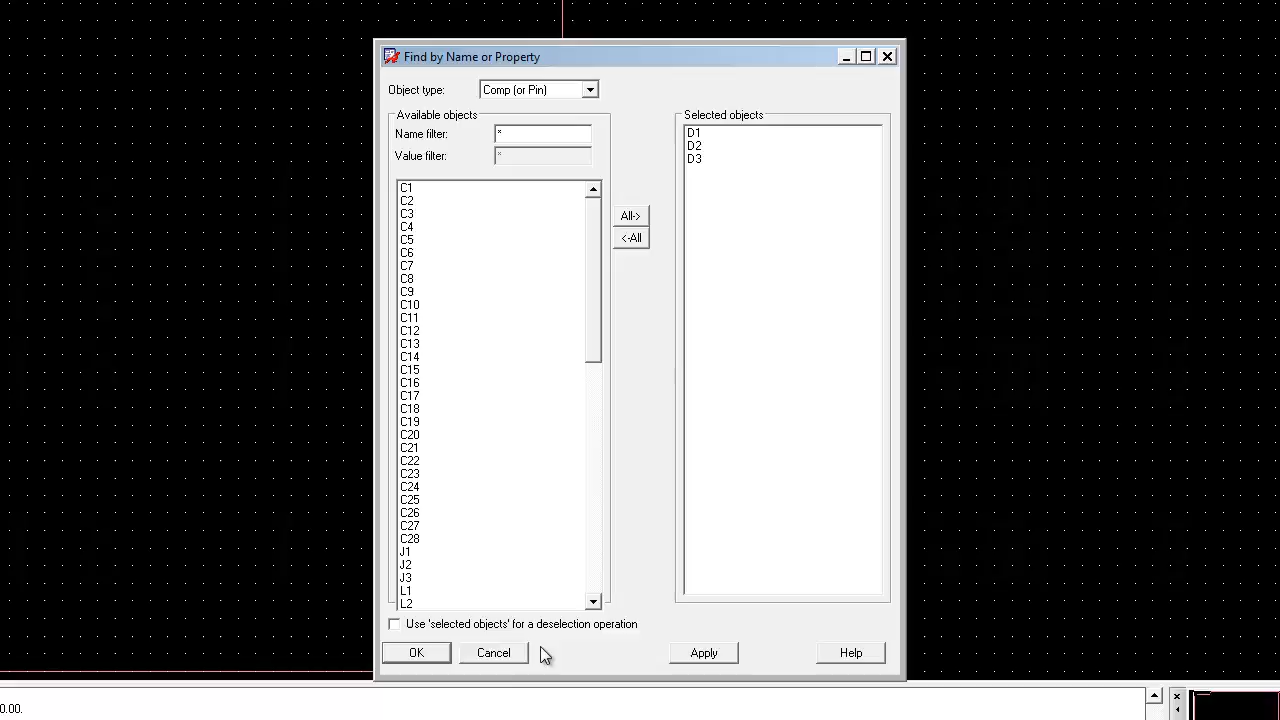 Find by Name or Property
Object type: Comp (or Pin)
Available objects
Name filter: *
Value filter: *
C1
C2
C3
C4
C5
C6
C7
C8
C9
C10
C11
C12
C13
C14
C15
C16
C17
C18
C19
C20
C21
C22
C23
C24
C25
C26
C27
C28
J1
J2
J3
L1
L2
All->
<-All
Selected objects
D1
D2
D3
Use 'selected objects' for a deselection operation
OK Cancel Apply Help
0.00.